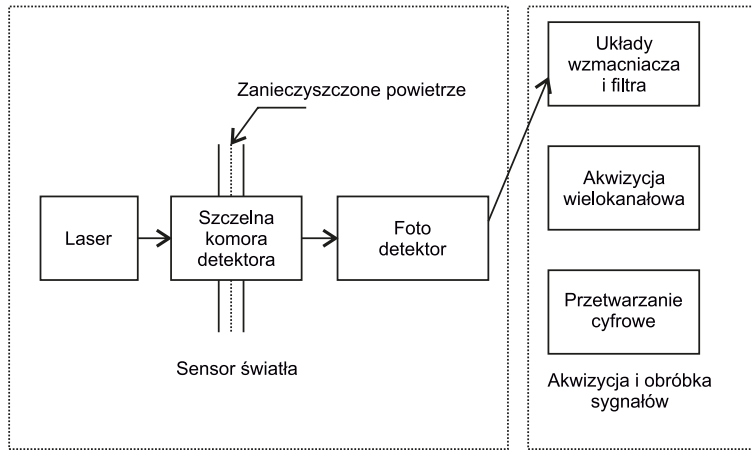 Zanieczyszczone powietrze
Laser
Szczelna
komora
detektora
Foto
detektor
Sensor światła
Układy
wzmacniacza
i filtra
Akwizycja
wielokanałowa
Przetwarzanie
cyfrowe
Akwizycja i obróbka
sygnałów